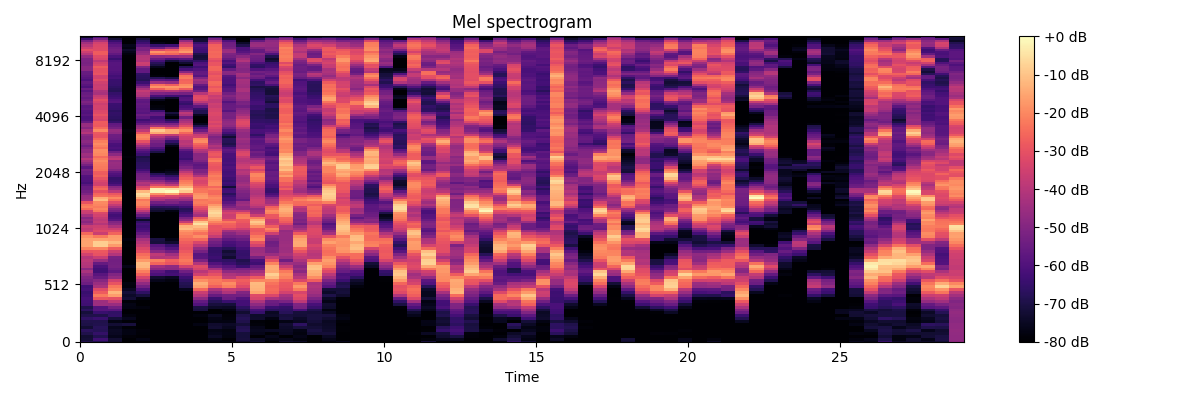 Mel spectrogram
+0 dB
8192
-10 dB
4096
-20 dB
-30 dB
Hz
2048
-40 dB
1024
-50 dB
-60 dB
512
-70 dB
0
-80 dB
0 5 10 15 20 25
Time